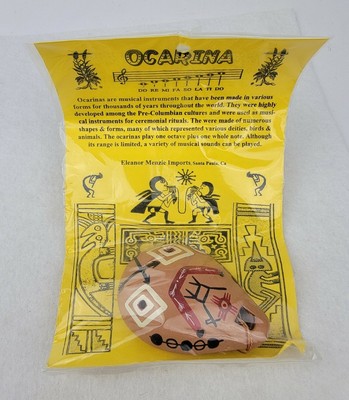 OCARINA
DO RE MI FA SO LA TI DO
Ocarinas are musical instruments that have been made in various
forms for thousands of years throughout the world. They were highly
developed among the Pre-Columbian cultures and were used as musi-
cal instruments for ceremonial rituals. The were made of numerous
shapes & forms, many of which represented various deities, birds &
animals. The ocarinas play one octave plus one whole note. Although
its range is limited, a variety of musical sounds can be played.
Eleanor Menzie Imports, Santa Paula, Ca